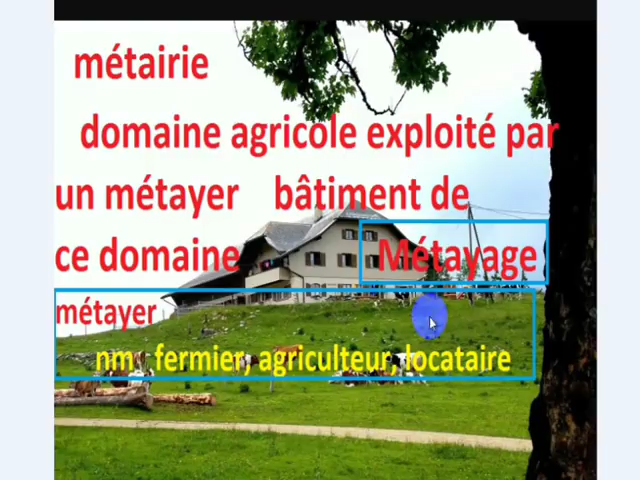 métairie
domaine agricole exploité par
un métayer bâtiment de
ce domaine Métayage
métayer
nm, fermier, agriculteur, locataire